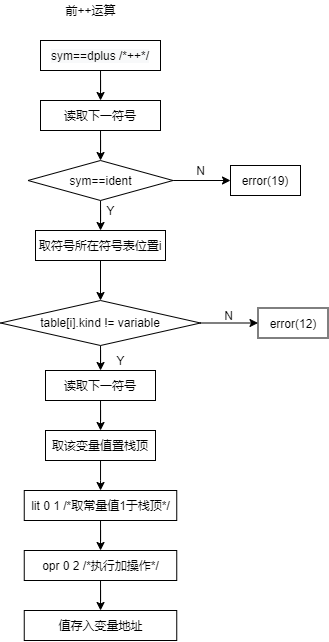 前++运算
sym==dplus /*++*/
读取下一符号
sym==ident
N
error(19)
Y
取符号所在符号表位置i
table[i].kind != variable
N
error(12)
Y
读取下一符号
取该变量值置栈顶
lit 0 1 /*取常量值1于栈顶*/
opr 0 2 /*执行加操作*/
值存入变量地址